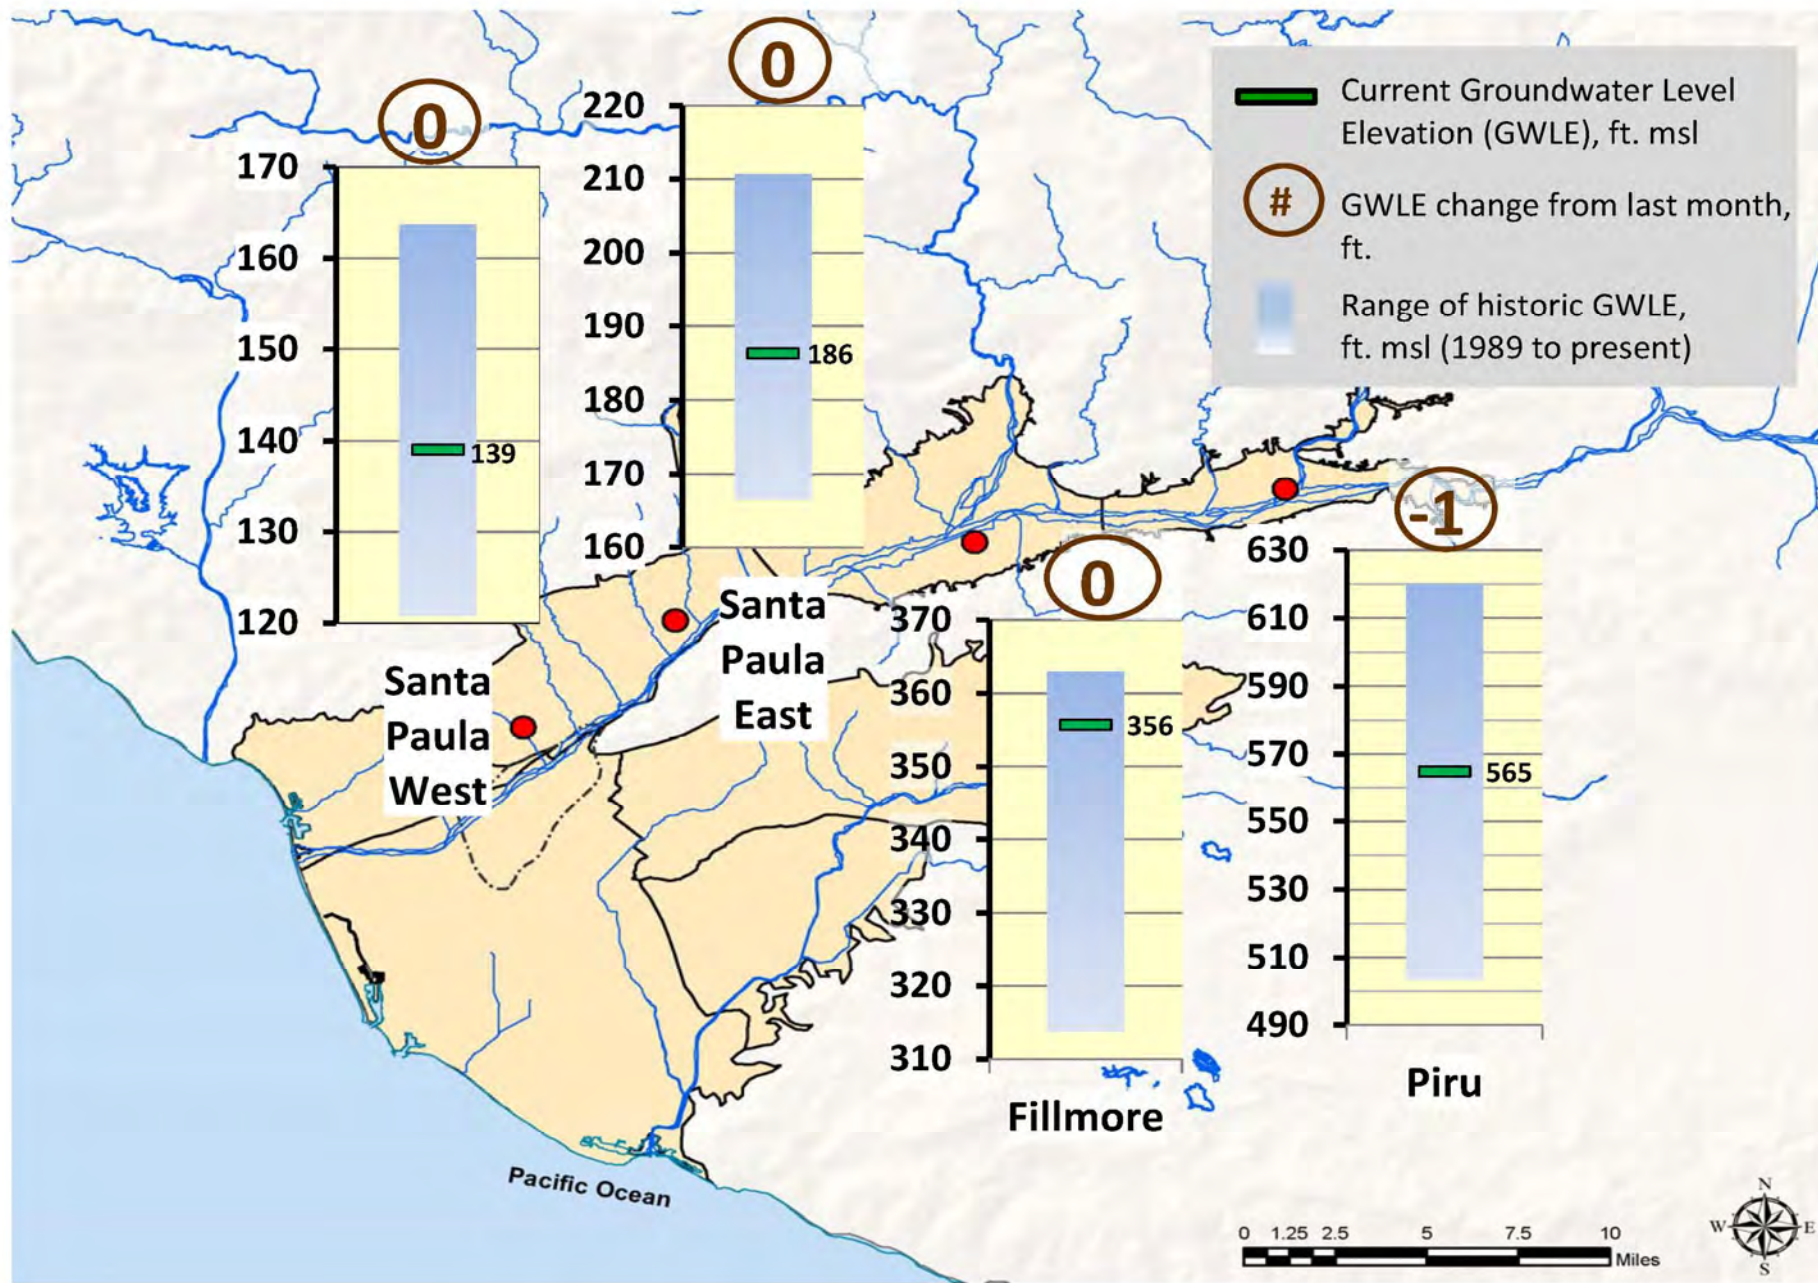 0
170
160
150
140
130
120
139
Santa
Paula
West
0
220
210
200
190
180
170
160
186
Santa
Paula
East
Current Groundwater Level
Elevation (GWLE), ft. msl
#
GWLE change from last month,
ft.
Range of historic GWLE,
ft. msl (1989 to present)
0
370
360
350
340
330
320
310
356
Fillmore
-1
630
610
590
570
550
530
510
490
565
Piru
Pacific Ocean
0 1.25 2.5 5 7.5 10
Miles
N
W E
S